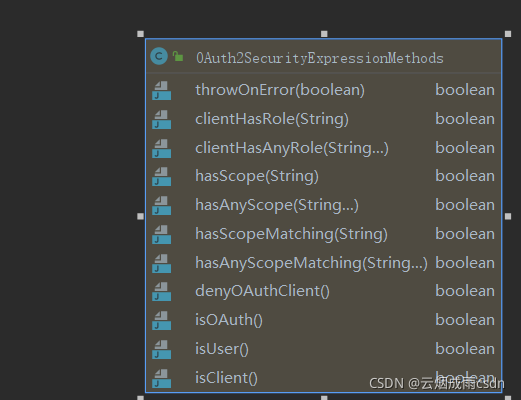 OAuth2SecurityExpressionMethods
throwOnError(boolean) boolean
clientHasRole(String) boolean
clientHasAnyRole(String...) boolean
hasScope(String) boolean
hasAnyScope(String...) boolean
hasScopeMatching(String) boolean
hasAnyScopeMatching(String...) boolean
denyOAuthClient() boolean
isOAuth() boolean
isUser() boolean
isClient() boolean
CSDN @云烟成雨csdn